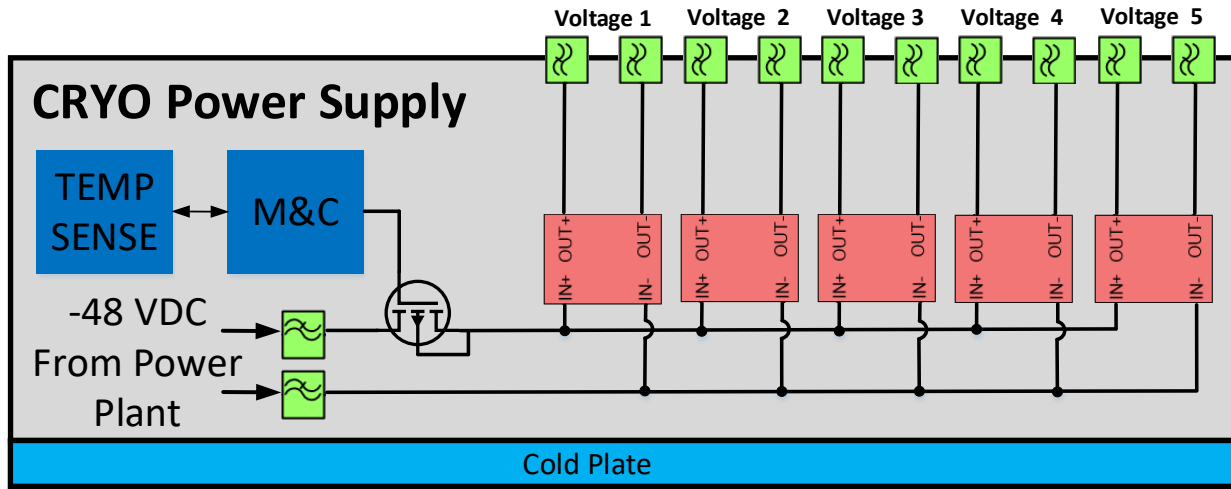 Voltage 1 Voltage 2 Voltage 3 Voltage 4 Voltage 5
CRYO Power Supply
TEMP
SENSE
M&C
OUT+ OUT- OUT+ OUT- OUT+ OUT- OUT+ OUT- OUT+ OUT-
IN+ IN- IN+ IN- IN+ IN- IN+ IN- IN+ IN-
-48 VDC
From Power
Plant
Cold Plate